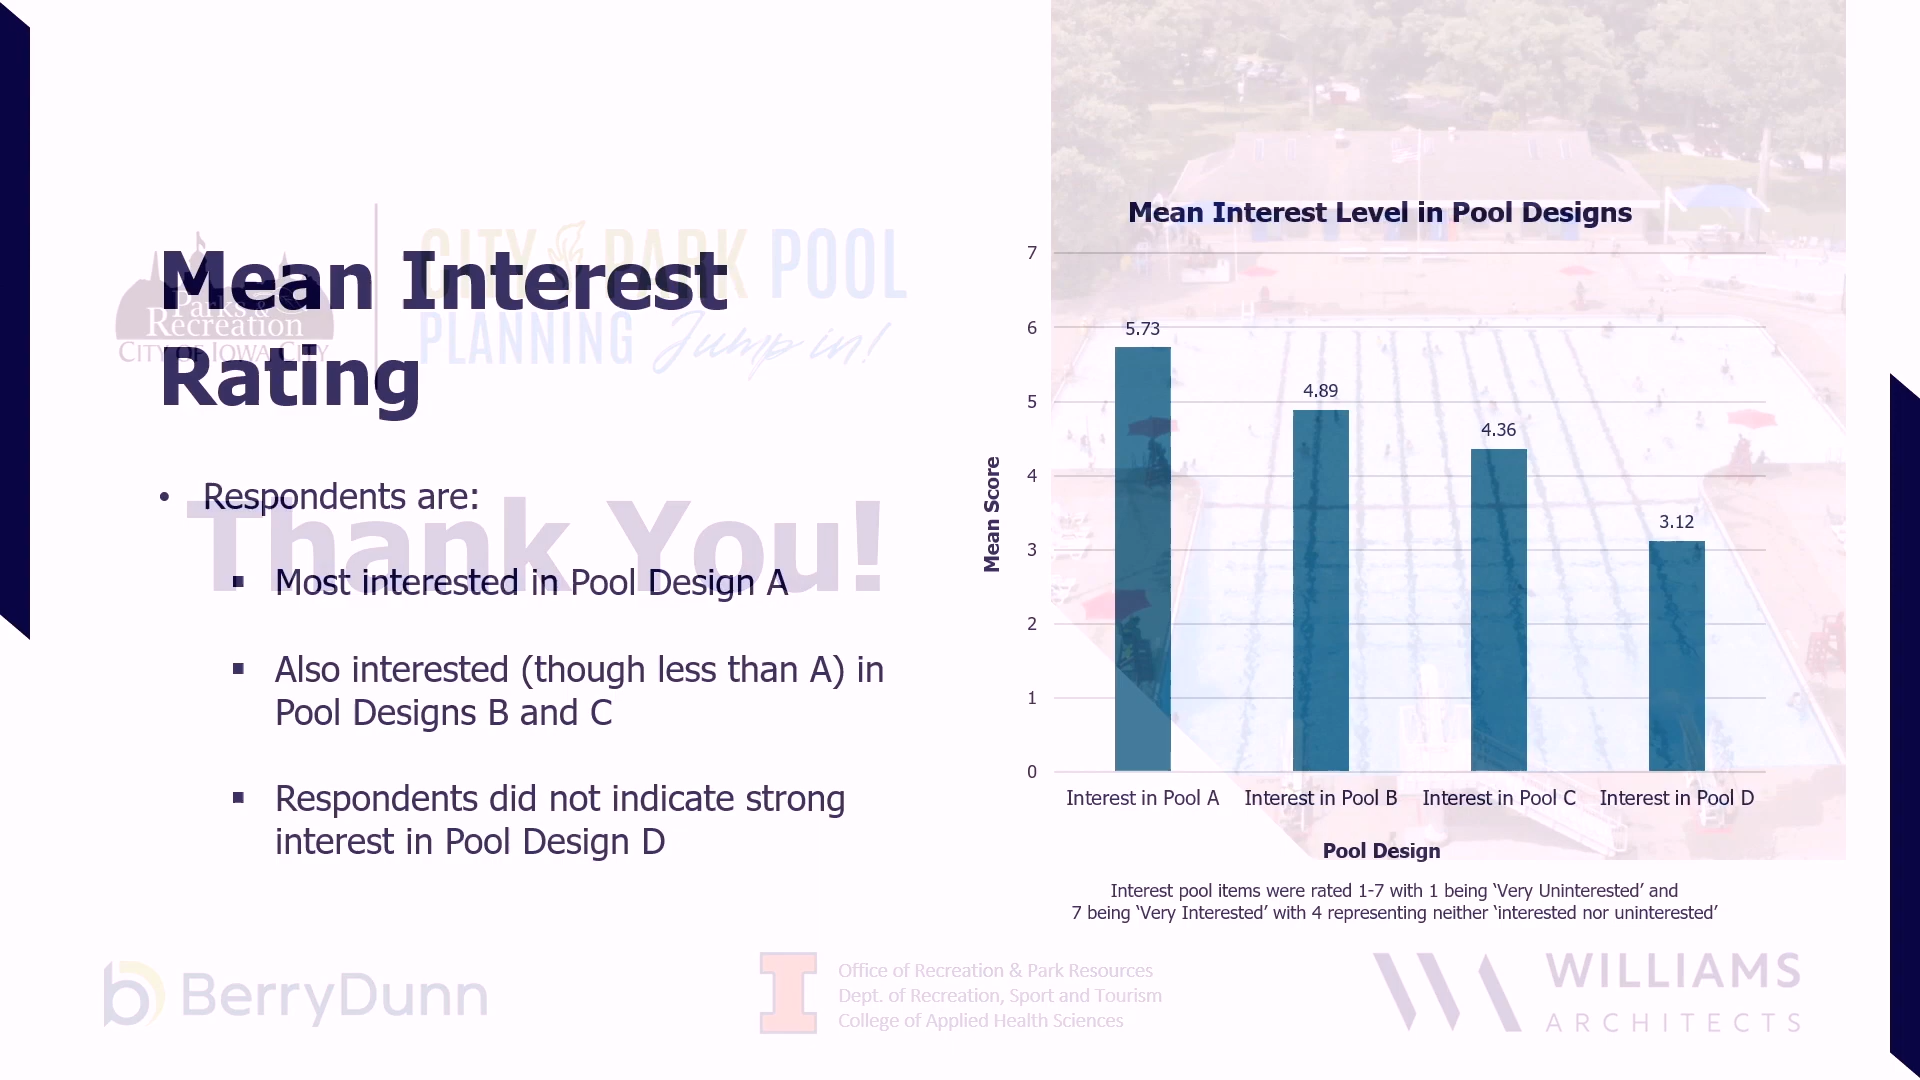 Mean Interest
Rating
CITY PARK POOL
PLANNING Jump in!
Parks &
Recreation
CITY OF IOWA CITY
Thank You!
• Respondents are:
▪ Most interested in Pool Design A
▪ Also interested (though less than A) in
Pool Designs B and C
▪ Respondents did not indicate strong
interest in Pool Design D
Mean Interest Level in Pool Designs
Mean Score
7
6
5
4
3
2
1
0
5.73
4.89
4.36
3.12
Interest in Pool A
Interest in Pool B
Interest in Pool C
Interest in Pool D
Pool Design
Interest pool items were rated 1-7 with 1 being ‘Very Uninterested’ and
7 being ‘Very Interested’ with 4 representing neither ‘interested nor uninterested’
BerryDunn
Office of Recreation & Park Resources
Dept. of Recreation, Sport and Tourism
College of Applied Health Sciences
WILLIAMS
ARCHITECTS